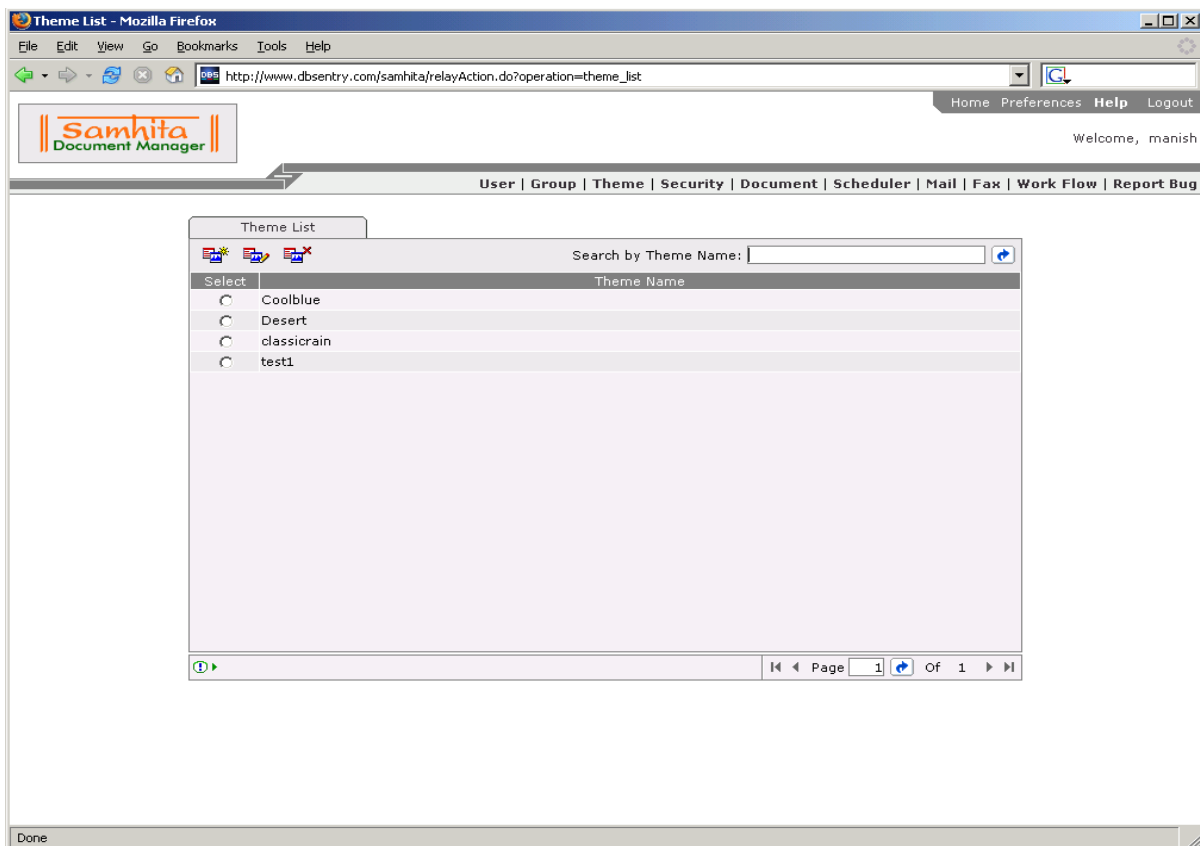 Theme List - Mozilla Firefox
File Edit View Go Bookmarks Tools Help
DBS http://www.dbsentry.com/samhita/relayAction.do?operation=theme_list G
Home Preferences Help Logout
Samhita
Document Manager
Welcome, manish
User | Group | Theme | Security | Document | Scheduler | Mail | Fax | Work Flow | Report Bug
Theme List
Search by Theme Name:
Select Theme Name
Coolblue
Desert
classicrain
test1
Page 1 Of 1
Done